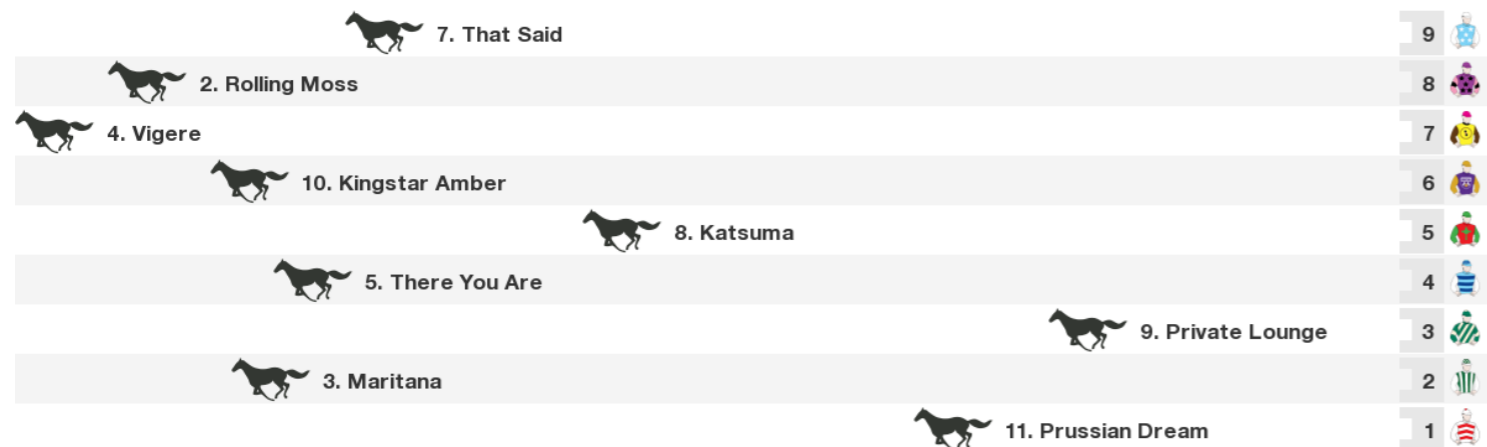 7. That Said 9
2. Rolling Moss 8
4. Vigere 7
10. Kingstar Amber 6
8. Katsuma 5
5. There You Are 4
9. Private Lounge 3
3. Maritana 2
11. Prussian Dream 1